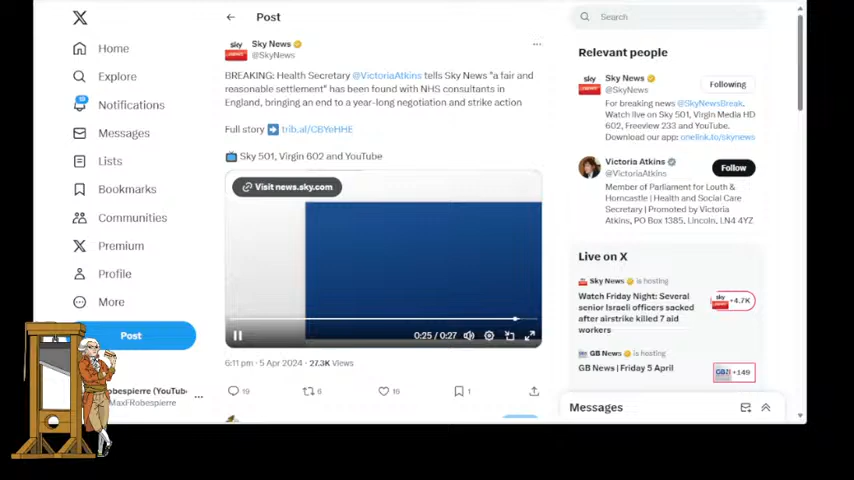 Post
Search
Home
Explore
Notifications
Messages
Lists
Bookmarks
Communities
Premium
Profile
More
Post
Robespierre (YouTub
MaxFRobespierre
sky
news
Sky News
@SkyNews
BREAKING: Health Secretary @VictoriaAtkins tells Sky News "a fair and
reasonable settlement" has been found with NHS consultants in
England, bringing an end to a year-long negotiation and strike action
Full story ➡️ trib.al/C6YeHHE
📺 Sky 501, Virgin 602 and YouTube
Visit news.sky.com
0:25 / 0:27
6:11 pm · 5 Apr 2024 · 27.3K Views
19
6
16
1
Relevant people
sky
news
Sky News
@SkyNews
Following
For breaking news @SkyNewsBreak.
Watch live on Sky 501, Virgin Media HD
602, Freeview 233 and YouTube.
Download our app: onelink.to/skynews
Victoria Atkins
@VictoriaAtkins
Follow
Member of Parliament for Louth &
Horncastle | Health and Social Care
Secretary | Promoted by Victoria
Atkins, PO Box 1385, Lincoln, LN4 4YZ
Live on X
Sky News is hosting
Watch Friday Night: Several
senior Israeli officers sacked
after airstrike killed 7 aid
workers
+4.7K
GB News is hosting
GB News | Friday 5 April
+149
Messages